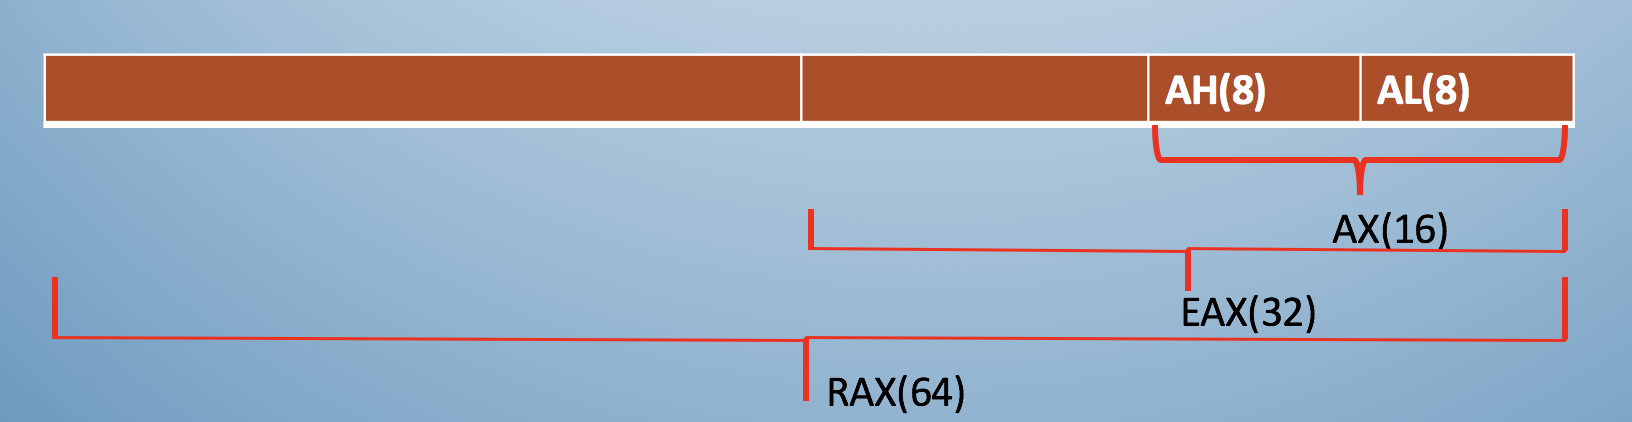 AH(8) AL(8)
AX(16)
EAX(32)
RAX(64)